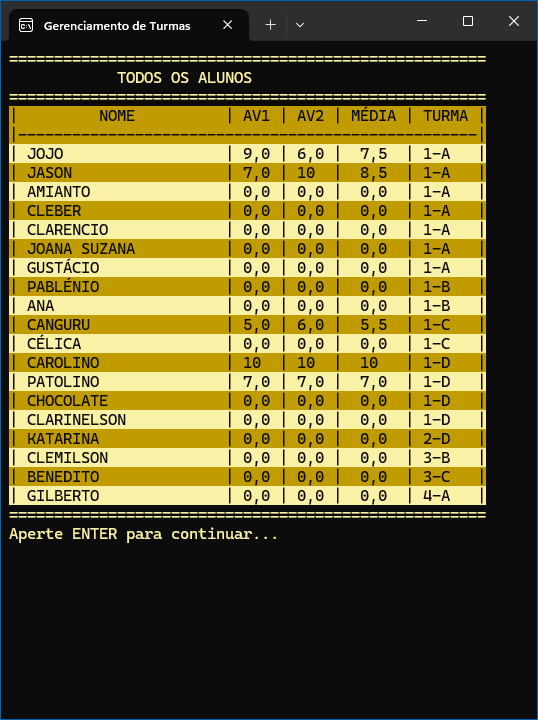 Gerenciamento de Turmas
=====================================================
TODOS OS ALUNOS
=====================================================
| NOME | AV1 | AV2 | MÉDIA | TURMA |
|---------------------------------------------------|
| JOJO | 9,0 | 6,0 | 7,5 | 1-A |
| JASON | 7,0 | 10 | 8,5 | 1-A |
| AMIANTO | 0,0 | 0,0 | 0,0 | 1-A |
| CLEBER | 0,0 | 0,0 | 0,0 | 1-A |
| CLARENCIO | 0,0 | 0,0 | 0,0 | 1-A |
| JOANA SUZANA | 0,0 | 0,0 | 0,0 | 1-A |
| GUSTÁCIO | 0,0 | 0,0 | 0,0 | 1-A |
| PABLÉNIO | 0,0 | 0,0 | 0,0 | 1-B |
| ANA | 0,0 | 0,0 | 0,0 | 1-B |
| CANGURU | 5,0 | 6,0 | 5,5 | 1-C |
| CÉLICA | 0,0 | 0,0 | 0,0 | 1-C |
| CAROLINO | 10 | 10 | 10 | 1-D |
| PATOLINO | 7,0 | 7,0 | 7,0 | 1-D |
| CHOCOLATE | 0,0 | 0,0 | 0,0 | 1-D |
| CLARINELSON | 0,0 | 0,0 | 0,0 | 1-D |
| KATARINA | 0,0 | 0,0 | 0,0 | 2-D |
| CLEMILSON | 0,0 | 0,0 | 0,0 | 3-B |
| BENEDITO | 0,0 | 0,0 | 0,0 | 3-C |
| GILBERTO | 0,0 | 0,0 | 0,0 | 4-A |
=====================================================
Aperte ENTER para continuar...